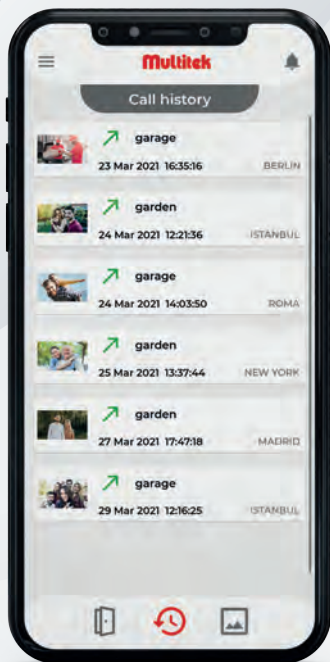 Multitek
Call history
garage
23 Mar 2021 16:35:16 BERLIN
garden
24 Mar 2021 12:21:36 ISTANBUL
garage
24 Mar 2021 14:03:50 ROMA
garden
25 Mar 2021 13:37:44 NEW YORK
garden
27 Mar 2021 17:47:18 MADRID
garage
29 Mar 2021 12:16:25 ISTANBUL